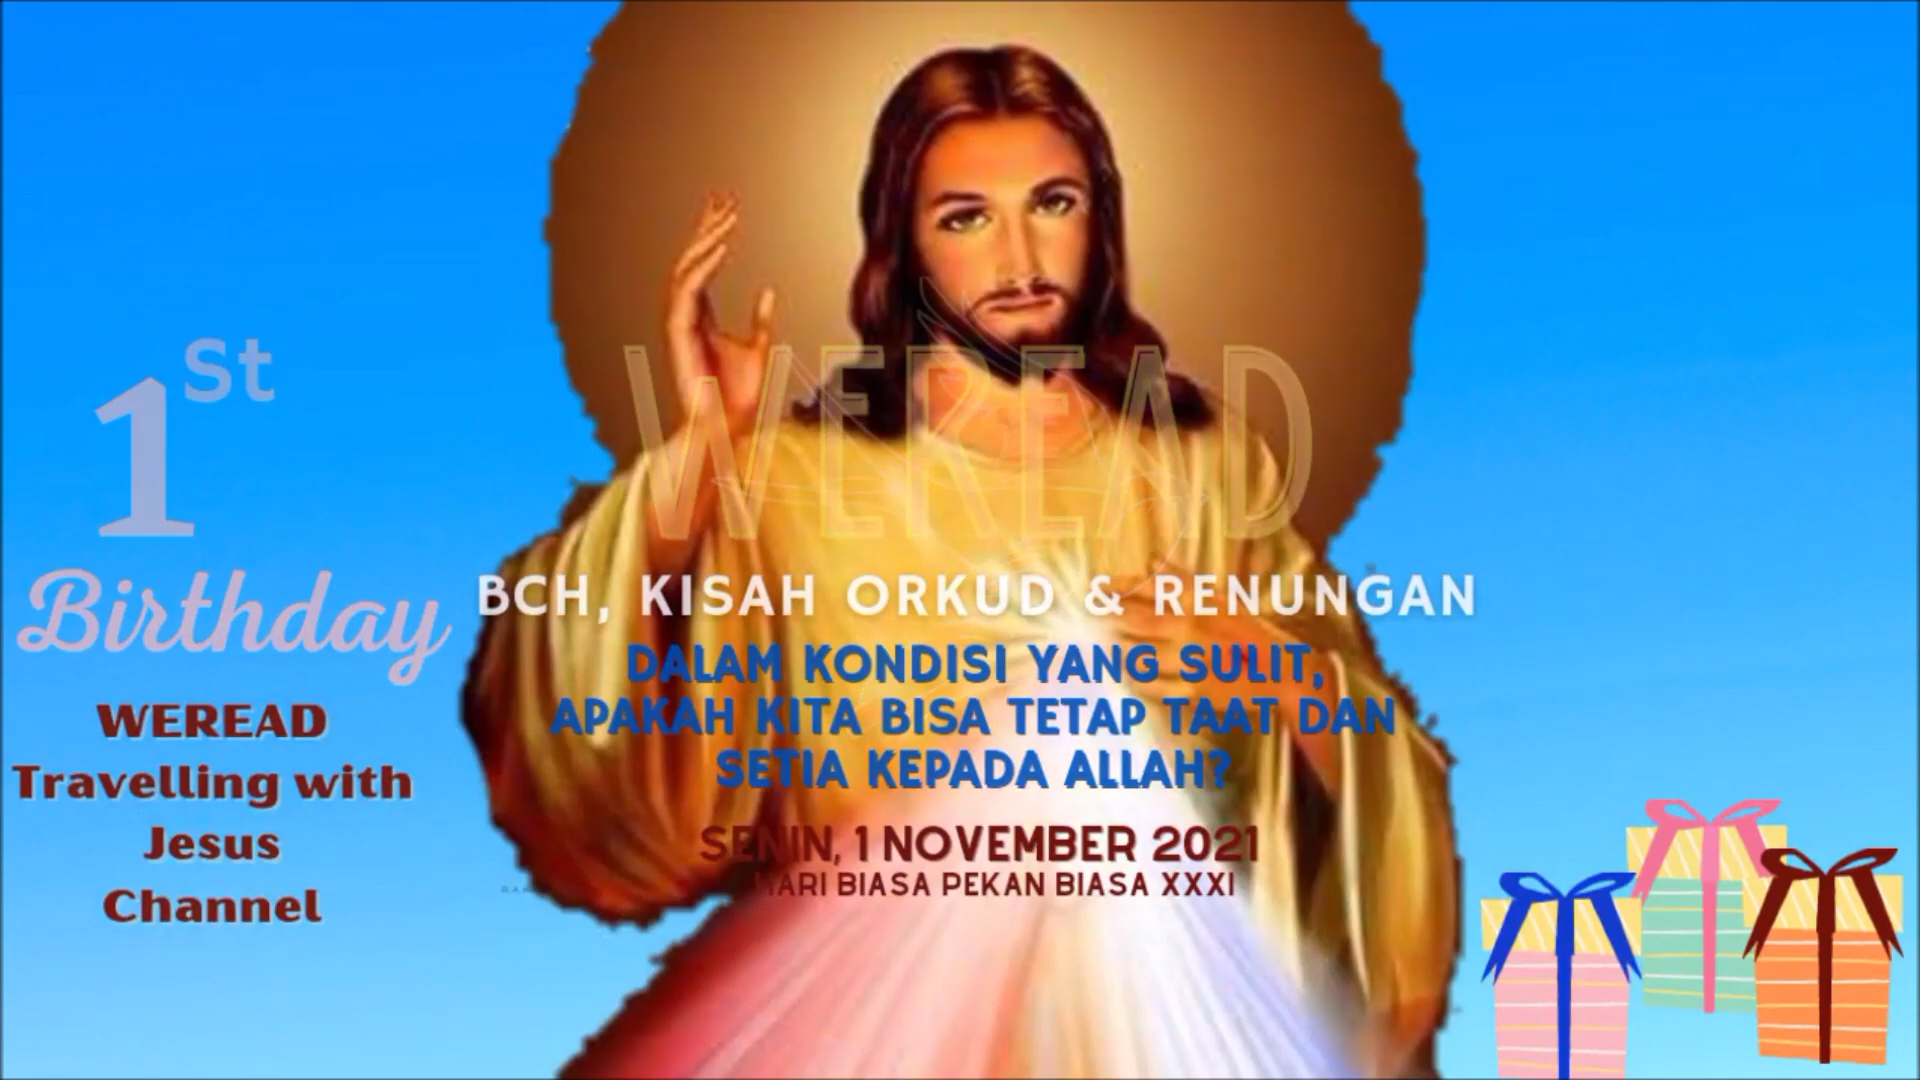 1St
Birthday
WEREAD
Travelling with
Jesus
Channel
WEREAD
BCH, KISAH ORKUD & RENUNGAN
DALAM KONDISI YANG SULIT,
APAKAH KITA BISA TETAP TAAT DAN
SETIA KEPADA ALLAH?
SENIN, 1 NOVEMBER 2021
HARI BIASA PEKAN BIASA XXXI